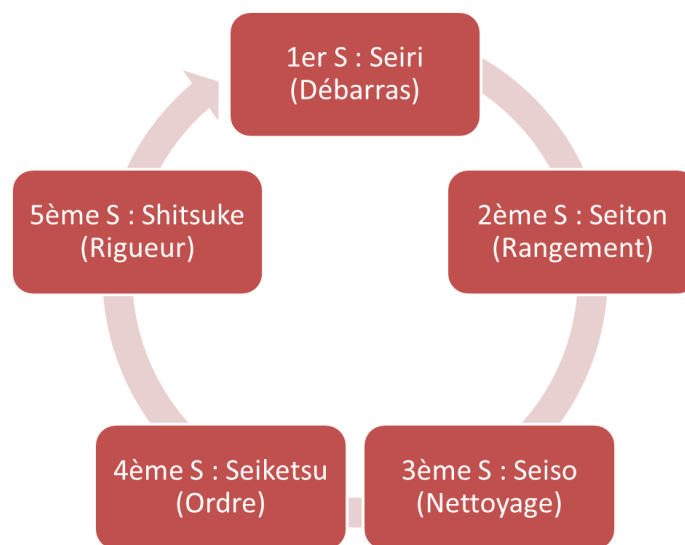 1er S : Seiri
(Débarras)
2ème S : Seiton
(Rangement)
3ème S : Seiso
(Nettoyage)
4ème S : Seiketsu
(Ordre)
5ème S : Shitsuke
(Rigueur)